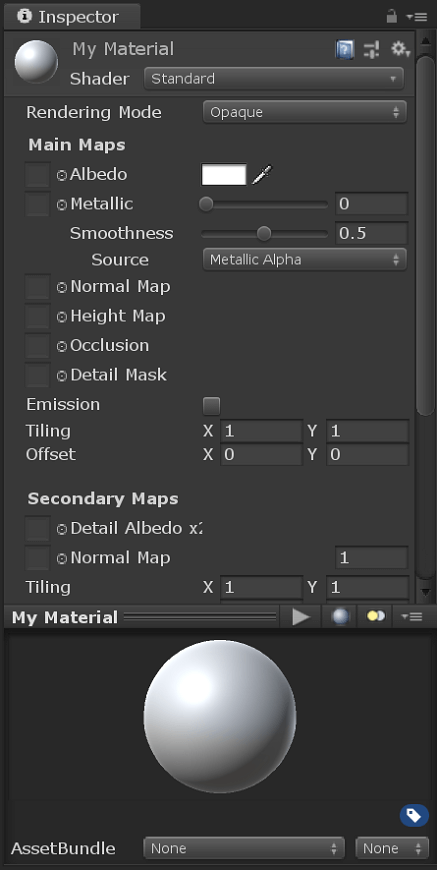 Inspector
My Material
Shader Standard
Rendering Mode Opaque
Main Maps
Albedo
Metallic 0
Smoothness 0.5
Source Metallic Alpha
Normal Map
Height Map
Occlusion
Detail Mask
Emission
Tiling X 1 Y 1
Offset X 0 Y 0
Secondary Maps
Detail Albedo x2
Normal Map 1
Tiling X 1 Y 1
My Material
AssetBundle None None